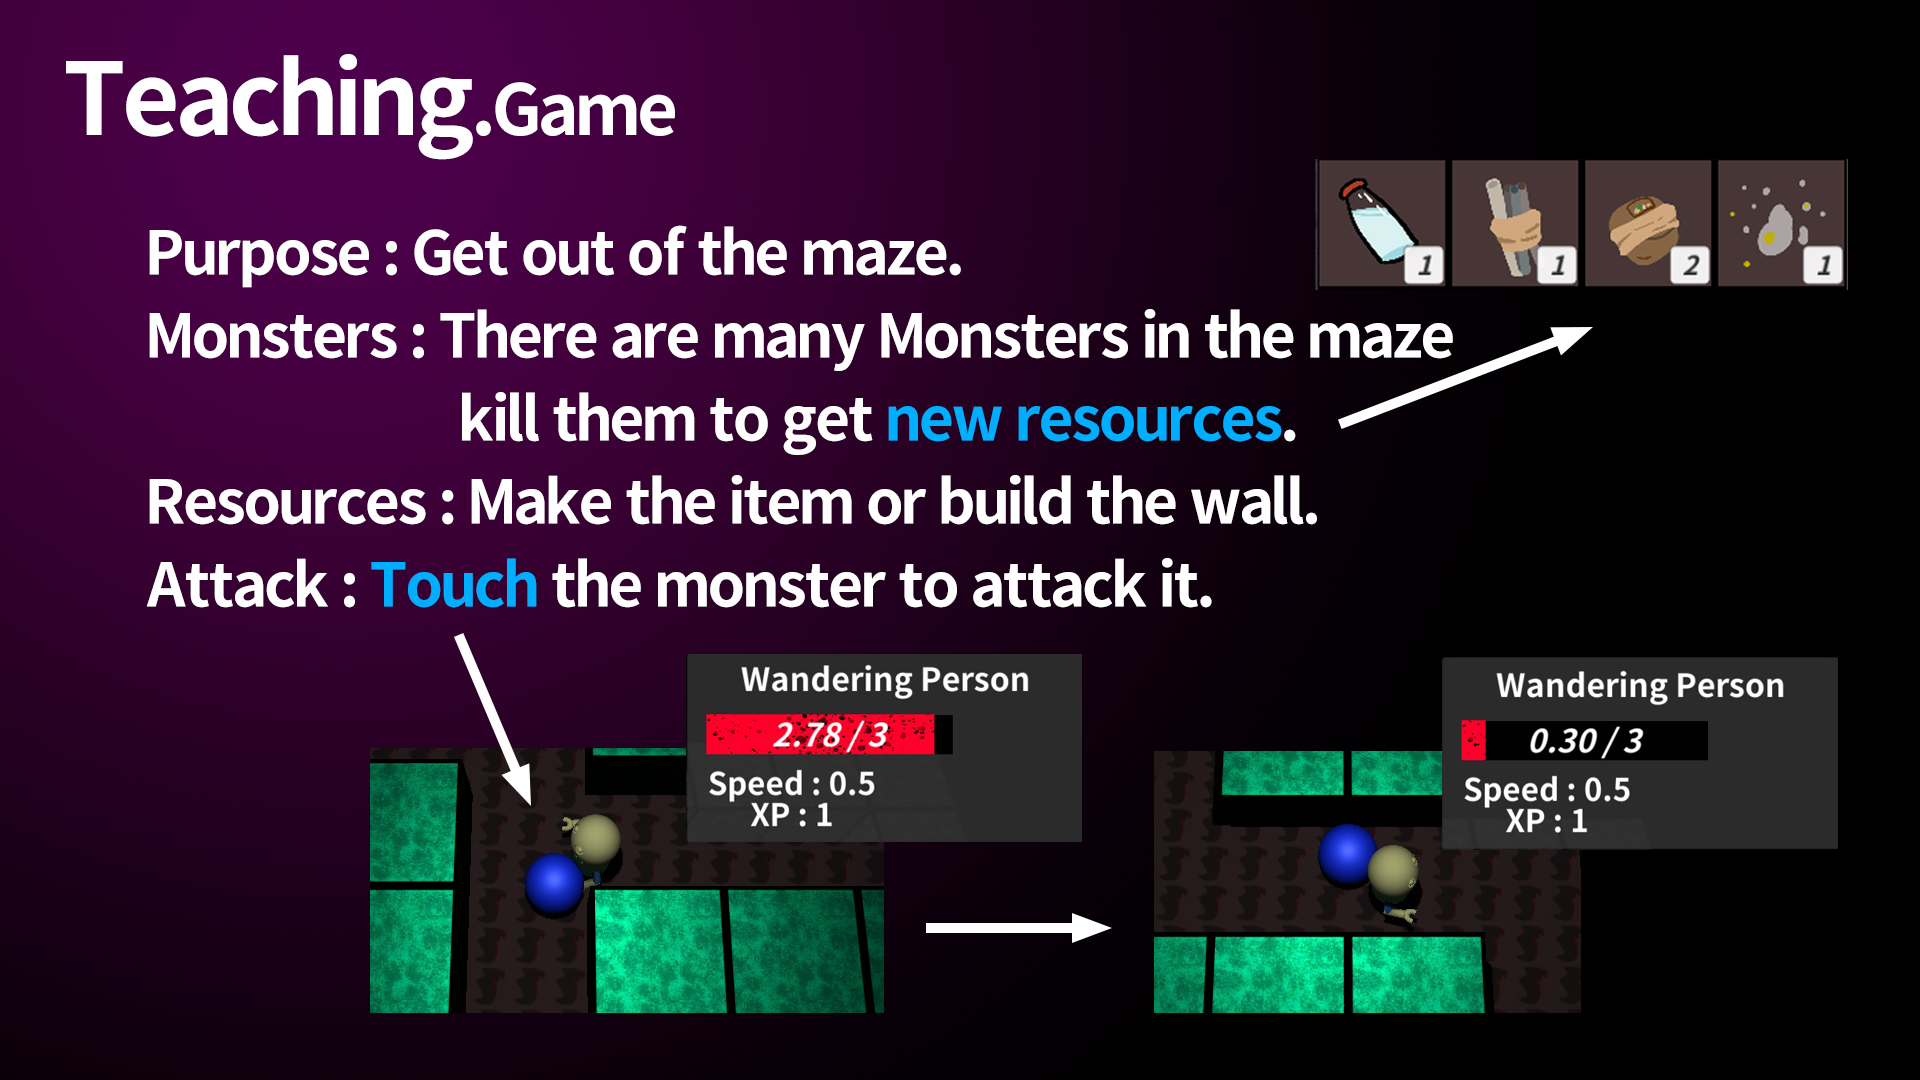 Teaching.Game
1 1 2 1
Purpose : Get out of the maze.
Monsters : There are many Monsters in the maze
kill them to get new resources.
Resources : Make the item or build the wall.
Attack : Touch the monster to attack it.
Wandering Person
2.78 / 3
Speed : 0.5
XP : 1
Wandering Person
0.30 / 3
Speed : 0.5
XP : 1